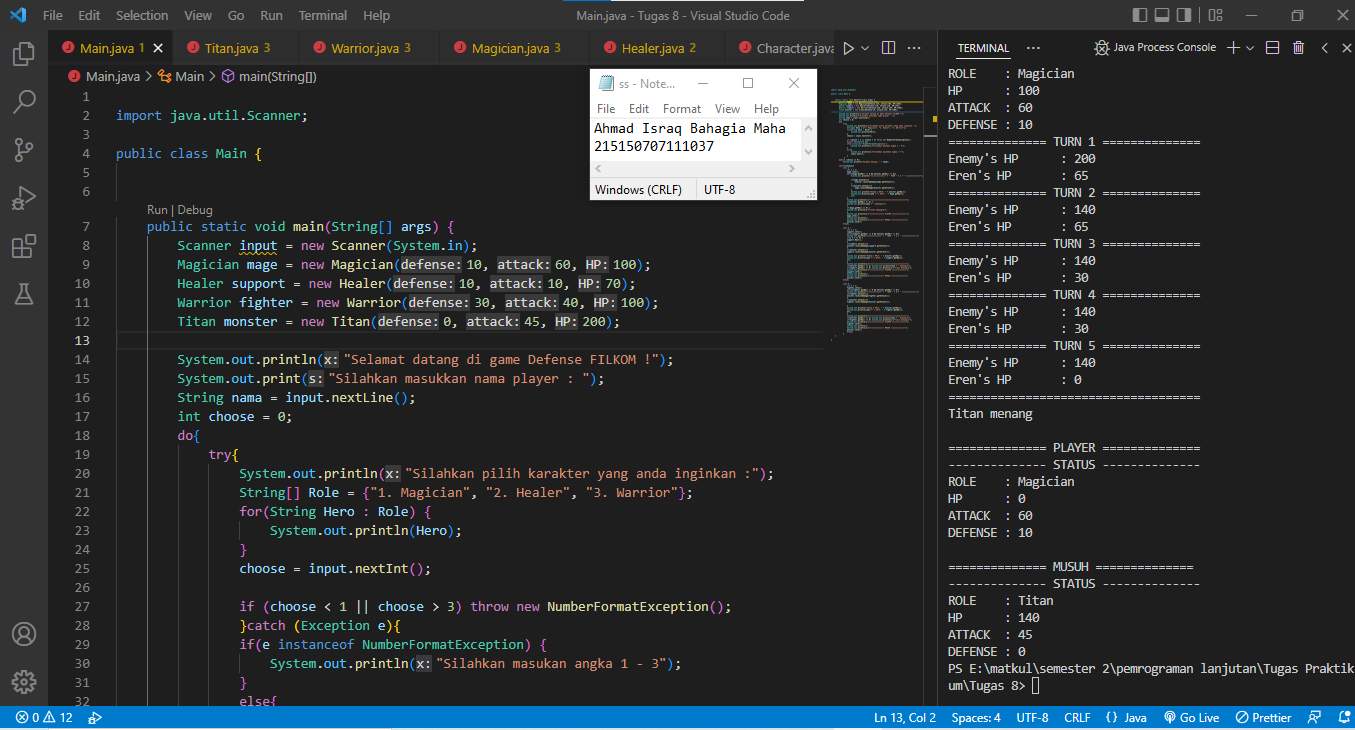 File Edit Selection View Go Run Terminal Help
Main.java - Tugas 8 - Visual Studio Code
Main.java 1
Titan.java 3
Warrior.java 3
Magician.java 3
Healer.java 2
Character.java
Main.java > Main > main(String[])
1
2 import java.util.Scanner;
3
4 public class Main {
5
6
Run | Debug
7 public static void main(String[] args) {
8 Scanner input = new Scanner(System.in);
9 Magician mage = new Magician(defense: 10, attack: 60, HP: 100);
10 Healer support = new Healer(defense: 10, attack: 10, HP: 70);
11 Warrior fighter = new Warrior(defense: 30, attack: 40, HP: 100);
12 Titan monster = new Titan(defense: 0, attack: 45, HP: 200);
13
14 System.out.println(x: "Selamat datang di game Defense FILKOM !");
15 System.out.print(s: "Silahkan masukkan nama player : ");
16 String nama = input.nextLine();
17 int choose = 0;
18 do{
19 try{
20 System.out.println(x: "Silahkan pilih karakter yang anda inginkan :");
21 String[] Role = {"1. Magician", "2. Healer", "3. Warrior"};
22 for(String Hero : Role) {
23 System.out.println(Hero);
24 }
25 choose = input.nextInt();
26
27 if (choose < 1 || choose > 3) throw new NumberFormatException();
28 }catch (Exception e){
29 if(e instanceof NumberFormatException) {
30 System.out.println(x: "Silahkan masukan angka 1 - 3");
31 }
32 else{
ss - Note...
File Edit Format View Help
Ahmad Israq Bahagia Maha
215150707111037
Windows (CRLF) UTF-8
TERMINAL
Java Process Console
ROLE : Magician
HP : 100
ATTACK : 60
DEFENSE : 10
============== TURN 1 ==============
Enemy's HP : 200
Eren's HP : 65
============== TURN 2 ==============
Enemy's HP : 140
Eren's HP : 65
============== TURN 3 ==============
Enemy's HP : 140
Eren's HP : 30
============== TURN 4 ==============
Enemy's HP : 140
Eren's HP : 30
============== TURN 5 ==============
Enemy's HP : 140
Eren's HP : 0
====================================
Titan menang
============== PLAYER ==============
-------------- STATUS --------------
ROLE : Magician
HP : 0
ATTACK : 60
DEFENSE : 10
============== MUSUH ==============
-------------- STATUS --------------
ROLE : Titan
HP : 140
ATTACK : 45
DEFENSE : 0
PS E:\matkul\semester 2\pemrograman lanjutan\Tugas Praktik
um\Tugas 8>
0 12
Ln 13, Col 2 Spaces: 4 UTF-8 CRLF {} Java Go Live Prettier